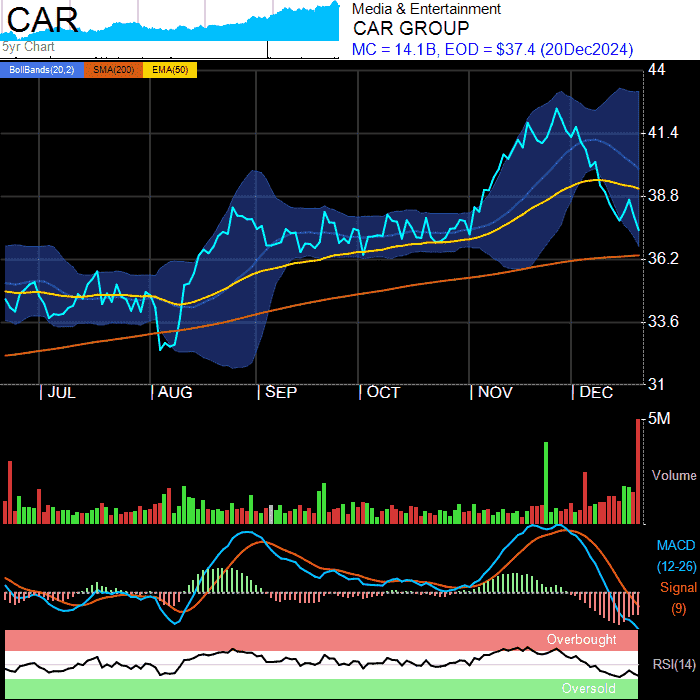 CAR
5yr Chart
Media & Entertainment
CAR GROUP
MC = 14.1B, EOD = $37.4 (20Dec2024)
BollBands(20,2) SMA(200) EMA(50)
44
41.4
38.8
36.2
33.6
31
JUL AUG SEP OCT NOV DEC
5M
Volume
MACD
(12-26)
Signal
(9)
Overbought
RSI(14)
Oversold